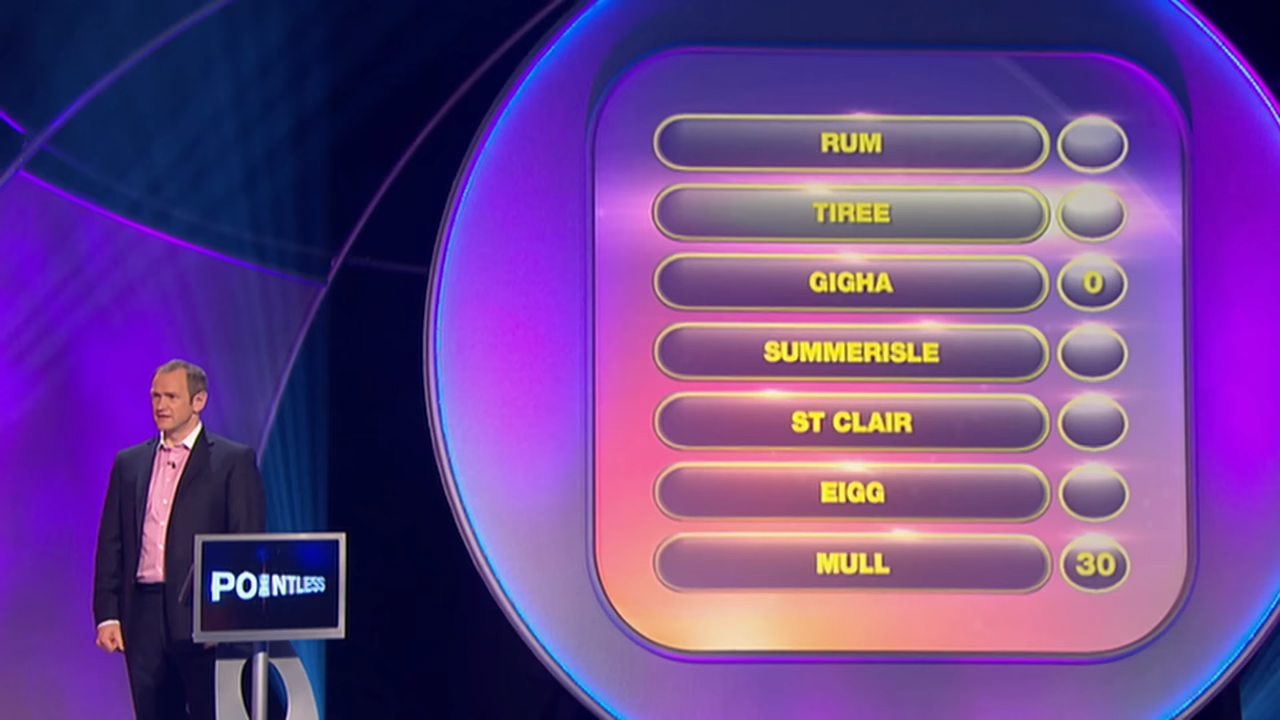 RUM
TIREE
GIGHA 0
SUMMERISLE
ST CLAIR
EIGG
MULL 30
POINTLESS